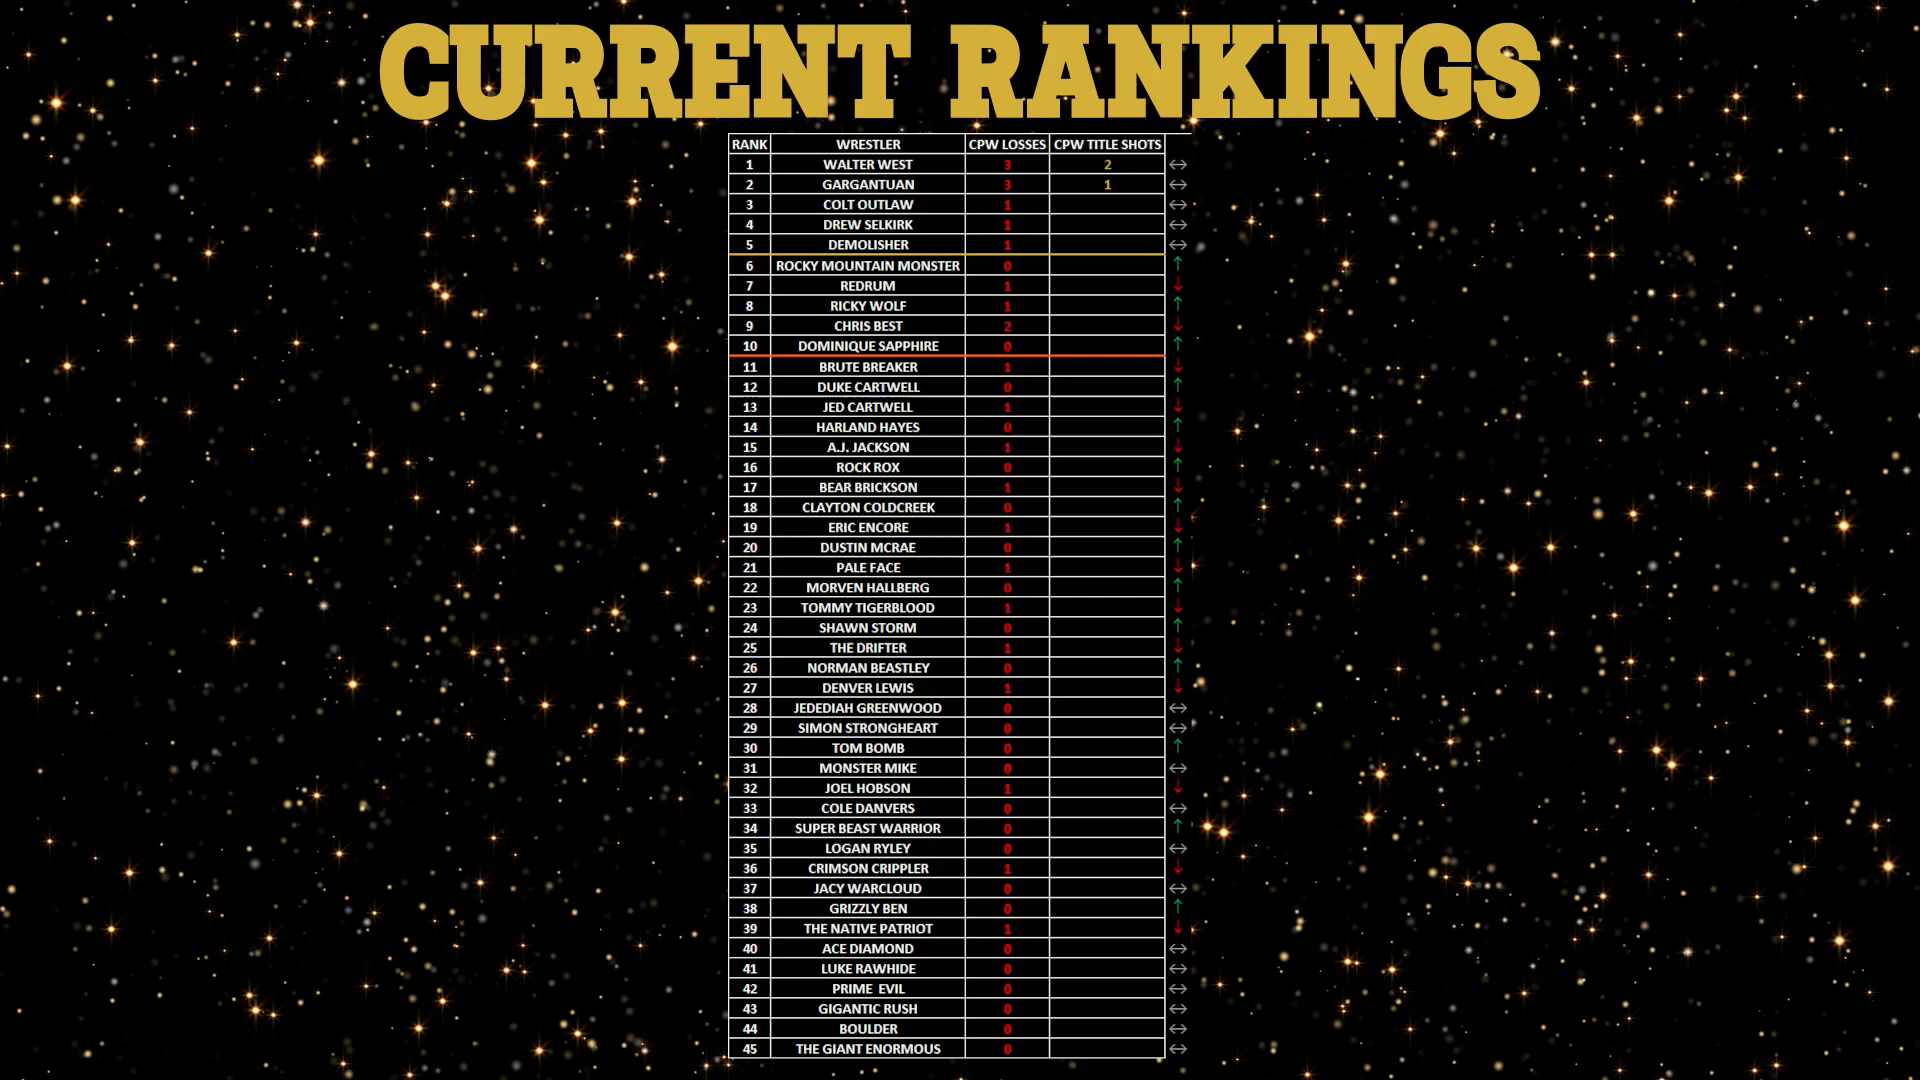 CURRENT RANKINGS
RANK WRESTLER CPW LOSSES CPW TITLE SHOTS
1 WALTER WEST 3 2 ↔
2 GARGANTUAN 3 1 ↔
3 COLT OUTLAW 1 ↔
4 DREW SELKIRK 1 ↔
5 DEMOLISHER 1 ↔
6 ROCKY MOUNTAIN MONSTER 0 ↑
7 REDRUM 1 ↓
8 RICKY WOLF 1 ↑
9 CHRIS BEST 2 ↓
10 DOMINIQUE SAPPHIRE 0 ↑
11 BRUTE BREAKER 1 ↓
12 DUKE CARTWELL 0 ↑
13 JED CARTWELL 1 ↓
14 HARLAND HAYES 0 ↑
15 A.J. JACKSON 1 ↓
16 ROCK ROX 0 ↑
17 BEAR BRICKSON 1 ↓
18 CLAYTON COLDCREEK 0 ↑
19 ERIC ENCORE 1 ↓
20 DUSTIN MCRAE 0 ↑
21 PALE FACE 1 ↓
22 MORVEN HALLBERG 0 ↑
23 TOMMY TIGERBLOOD 1 ↓
24 SHAWN STORM 0 ↑
25 THE DRIFTER 1 ↓
26 NORMAN BEASTLEY 0 ↑
27 DENVER LEWIS 1 ↓
28 JEDEDIAH GREENWOOD 0 ↔
29 SIMON STRONGHEART 0 ↔
30 TOM BOMB 0 ↑
31 MONSTER MIKE 0 ↔
32 JOEL HOBSON 1 ↓
33 COLE DANVERS 0 ↔
34 SUPER BEAST WARRIOR 0 ↑
35 LOGAN RYLEY 0 ↔
36 CRIMSON CRIPPLER 1 ↓
37 JACY WARCLOUD 0 ↔
38 GRIZZLY BEN 0 ↑
39 THE NATIVE PATRIOT 1 ↓
40 ACE DIAMOND 0 ↔
41 LUKE RAWHIDE 0 ↔
42 PRIME EVIL 0 ↔
43 GIGANTIC RUSH 0 ↔
44 BOULDER 0 ↔
45 THE GIANT ENORMOUS 0 ↔